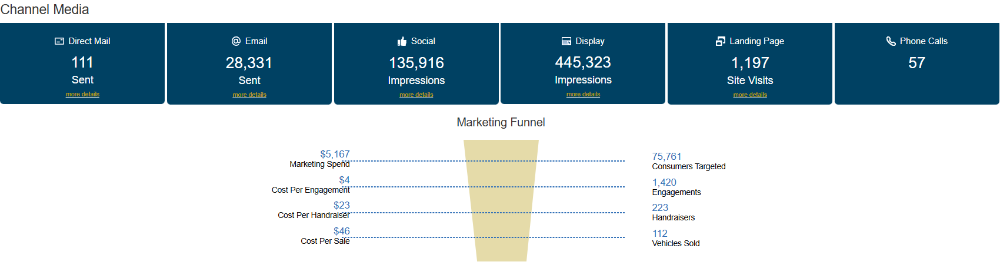 Channel Media
Direct Mail
111
Sent
more details
Email
28,331
Sent
more details
Social
135,916
Impressions
more details
Display
445,323
Impressions
more details
Landing Page
1,197
Site Visits
more details
Phone Calls
57
Marketing Funnel
$5,167
Marketing Spend
75,761
Consumers Targeted
$4
Cost Per Engagement
1,420
Engagements
$23
Cost Per Handraiser
223
Handraisers
$46
Cost Per Sale
112
Vehicles Sold